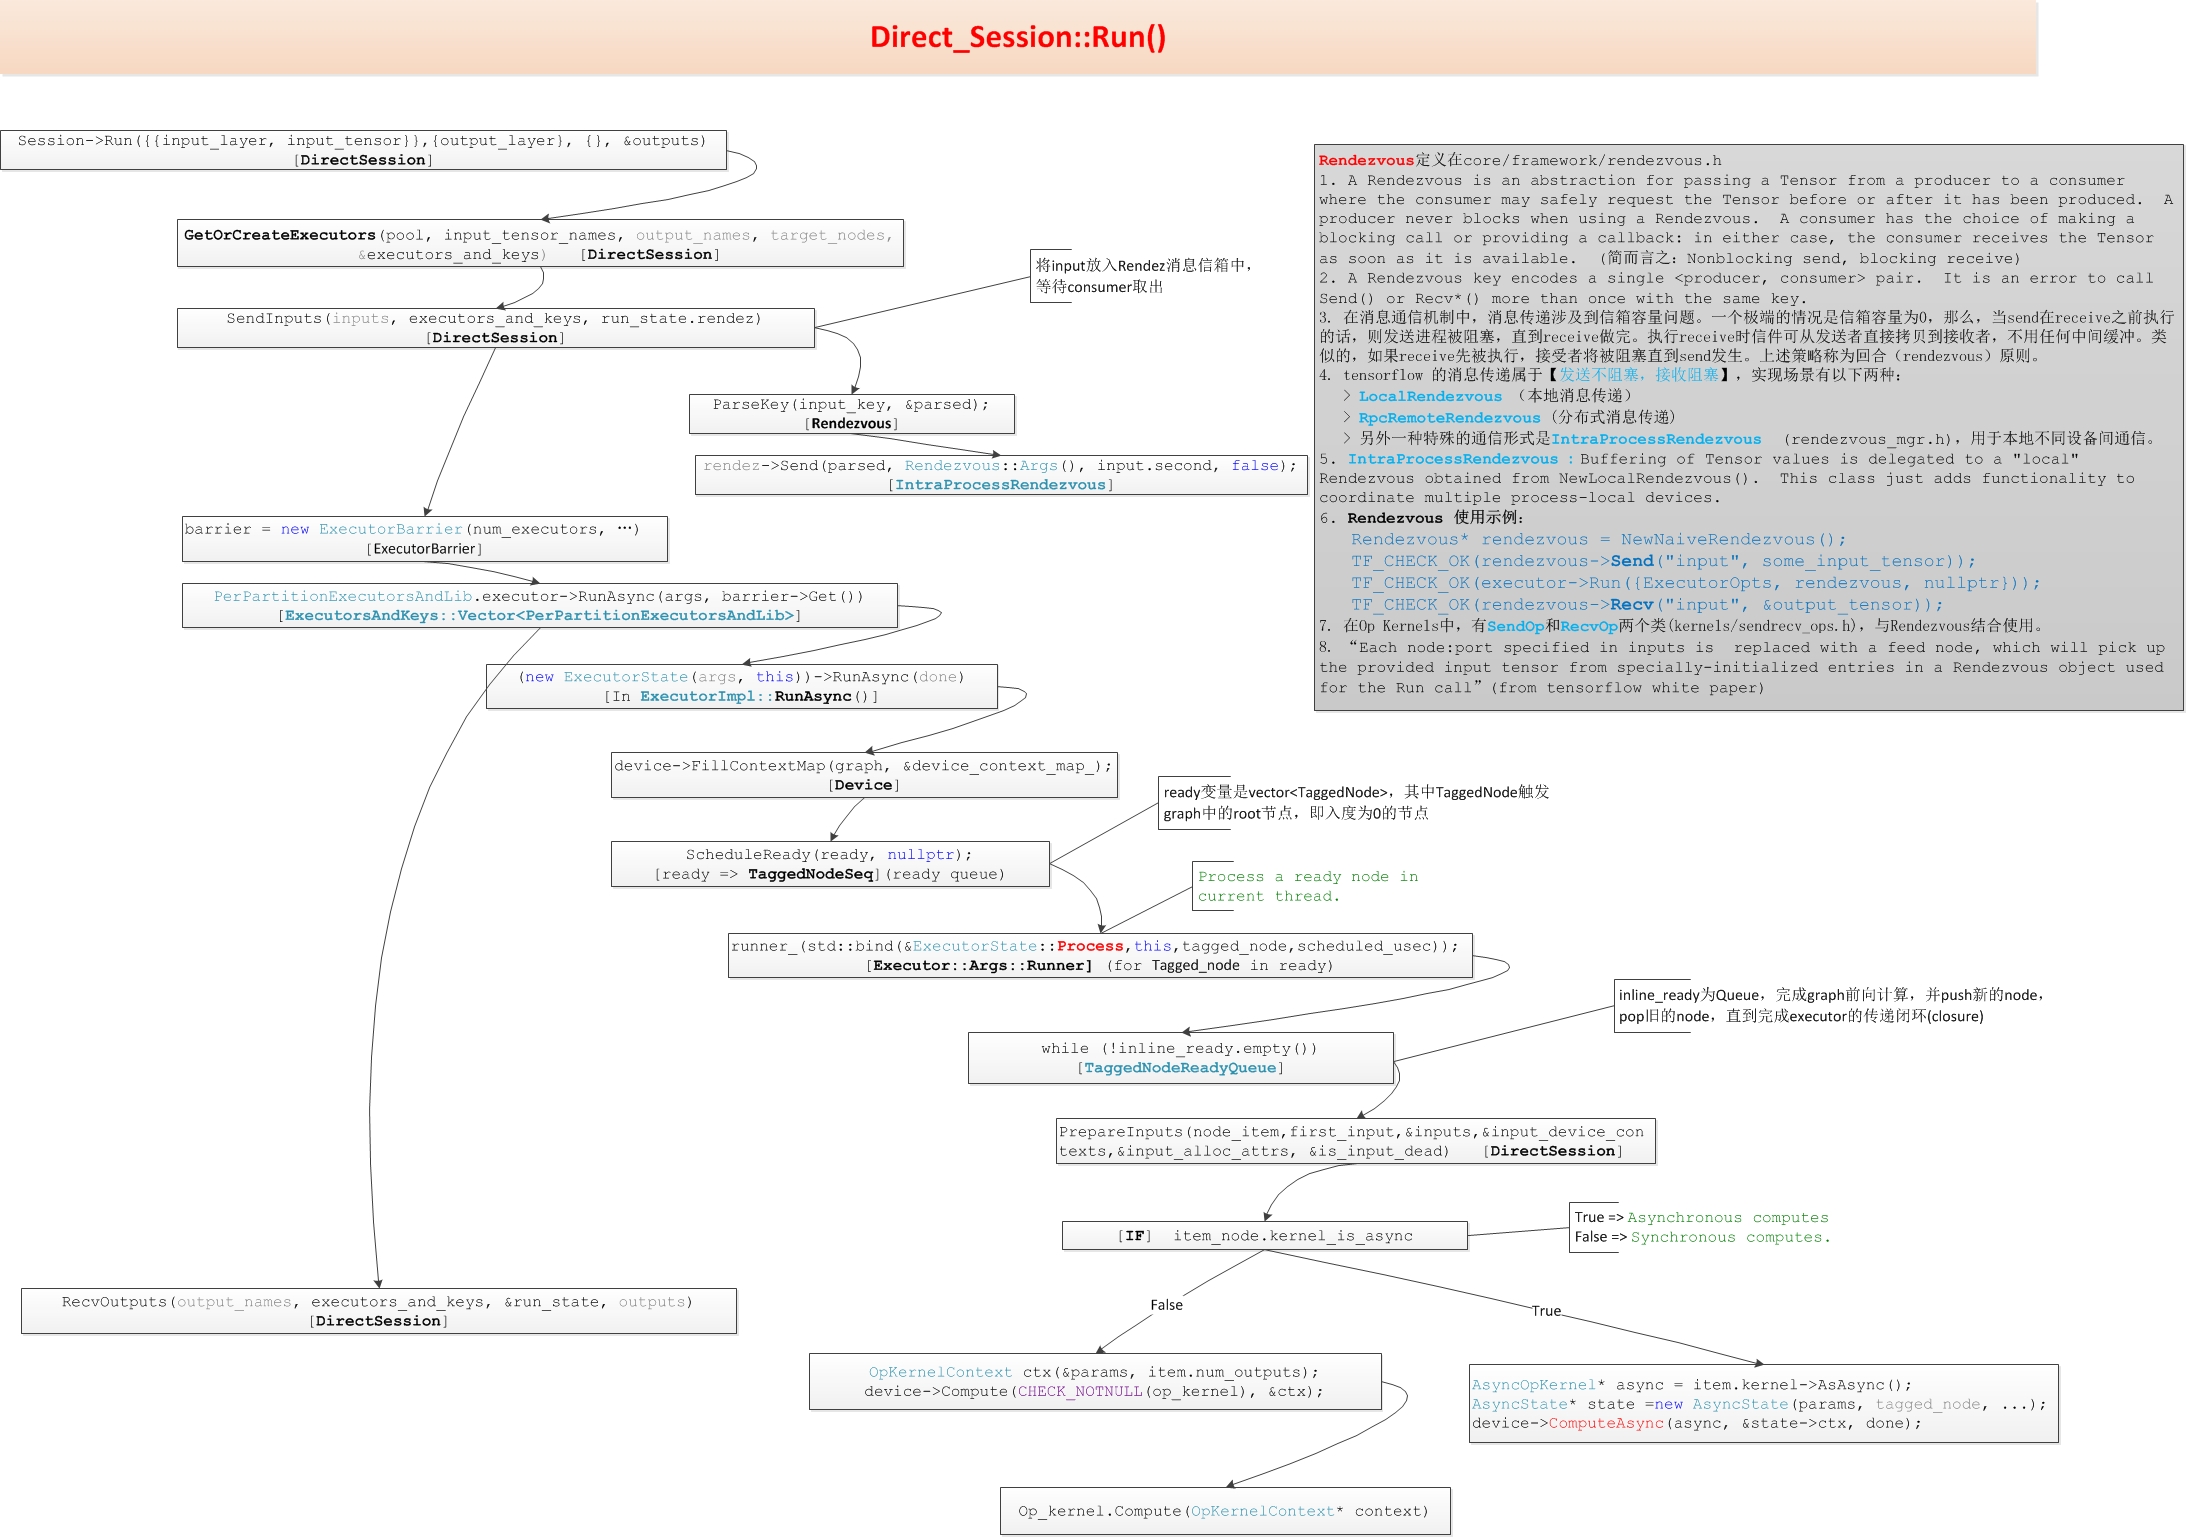 Direct_Session::Run()
Session->Run({{input_layer, input_tensor}},{output_layer}, {}, &outputs)
[DirectSession]
GetOrCreateExecutors(pool, input_tensor_names, output_names, target_nodes,
&executors_and_keys)   [DirectSession]
将input放入Rendez消息信箱中，
等待consumer取出
SendInputs(inputs, executors_and_keys, run_state.rendez)
[DirectSession]
ParseKey(input_key, &parsed);
[Rendezvous]
rendez->Send(parsed, Rendezvous::Args(), input.second, false);
[IntraProcessRendezvous]
barrier = new ExecutorBarrier(num_executors, …)
[ExecutorBarrier]
PerPartitionExecutorsAndLib.executor->RunAsync(args, barrier->Get())
[ExecutorsAndKeys::Vector<PerPartitionExecutorsAndLib>]
(new ExecutorState(args, this))->RunAsync(done)
[In ExecutorImpl::RunAsync()]
device->FillContextMap(graph, &device_context_map_);
[Device]
ready变量是vector<TaggedNode>，其中TaggedNode触发
graph中的root节点，即入度为0的节点
ScheduleReady(ready, nullptr);
[ready => TaggedNodeSeq](ready queue)
Process a ready node in
current thread.
runner_(std::bind(&ExecutorState::Process,this,tagged_node,scheduled_usec));
[Executor::Args::Runner] (for Tagged_node in ready)
inline_ready为Queue，完成graph前向计算，并push新的node，
pop旧的node，直到完成executor的传递闭环(closure)
while (!inline_ready.empty())
[TaggedNodeReadyQueue]
PrepareInputs(node_item,first_input,&inputs,&input_device_con
texts,&input_alloc_attrs, &is_input_dead)   [DirectSession]
[IF]  item_node.kernel_is_async
True => Asynchronous computes
False => Synchronous computes.
RecvOutputs(output_names, executors_and_keys, &run_state, outputs)
[DirectSession]
False
True
OpKernelContext ctx(&params, item.num_outputs);
device->Compute(CHECK_NOTNULL(op_kernel), &ctx);
AsyncOpKernel* async = item.kernel->AsAsync();
AsyncState* state =new AsyncState(params, tagged_node, ...);
device->ComputeAsync(async, &state->ctx, done);
Op_kernel.Compute(OpKernelContext* context)
Rendezvous定义在core/framework/rendezvous.h
1. A Rendezvous is an abstraction for passing a Tensor from a producer to a consumer
where the consumer may safely request the Tensor before or after it has been produced.  A
producer never blocks when using a Rendezvous.  A consumer has the choice of making a
blocking call or providing a callback: in either case, the consumer receives the Tensor
as soon as it is available.  (简而言之: Nonblocking send, blocking receive)
2. A Rendezvous key encodes a single <producer, consumer> pair.  It is an error to call
Send() or Recv*() more than once with the same key.
3. 在消息通信机制中，消息传递涉及到信箱容量问题。一个极端的情况是信箱容量为0，那么，当send在receive之前执行
的话，则发送进程被阻塞，直到receive做完。执行receive时信件可从发送者直接拷贝到接收者，不用任何中间缓冲。类
似的，如果receive先被执行，接受者将被阻塞直到send发生。上述策略称为回合（rendezvous）原则。
4. tensorflow 的消息传递属于【发送不阻塞，接收阻塞】，实现场景有以下两种：
> LocalRendezvous （本地消息传递）
> RpcRemoteRendezvous (分布式消息传递)
> 另外一种特殊的通信形式是IntraProcessRendezvous  (rendezvous_mgr.h)，用于本地不同设备间通信。
5. IntraProcessRendezvous : Buffering of Tensor values is delegated to a "local"
Rendezvous obtained from NewLocalRendezvous().  This class just adds functionality to
coordinate multiple process-local devices.
6. Rendezvous 使用示例：
Rendezvous* rendezvous = NewNaiveRendezvous();
TF_CHECK_OK(rendezvous->Send("input", some_input_tensor));
TF_CHECK_OK(executor->Run({ExecutorOpts, rendezvous, nullptr}));
TF_CHECK_OK(rendezvous->Recv("input", &output_tensor));
7. 在Op Kernels中，有SendOp和RecvOp两个类(kernels/sendrecv_ops.h)，与Rendezvous结合使用。
8. “Each node:port specified in inputs is  replaced with a feed node, which will pick up
the provided input tensor from specially-initialized entries in a Rendezvous object used
for the Run call” (from tensorflow white paper)